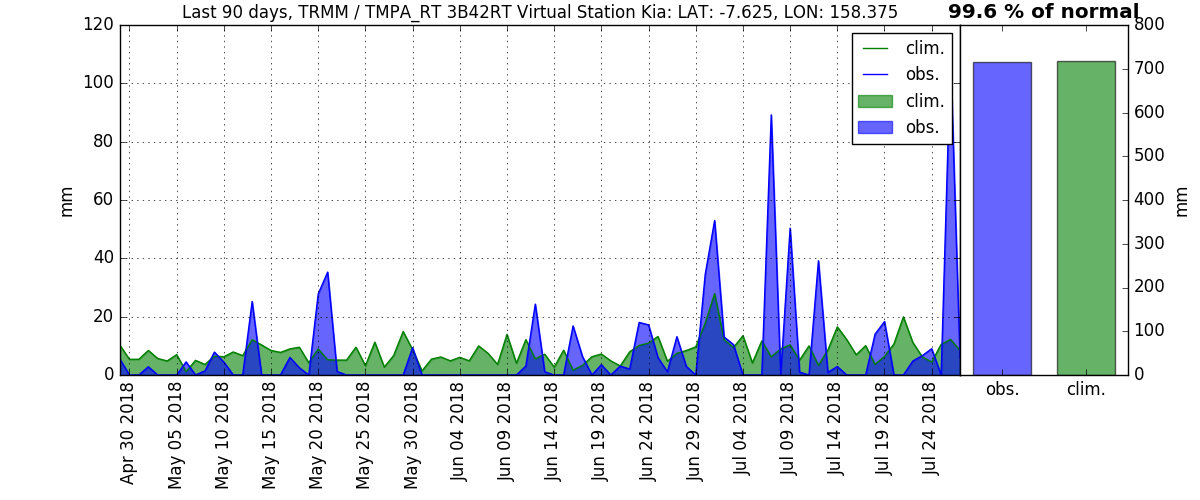 Last 90 days, TRMM / TMPA_RT 3B42RT Virtual Station Kia: LAT: -7.625, LON: 158.375
99.6 % of normal
120
100
80
60
40
20
0
mm
clim.
obs.
clim.
obs.
800
700
600
500
400
300
200
100
0
mm
Apr 30 2018
May 05 2018
May 10 2018
May 15 2018
May 20 2018
May 25 2018
May 30 2018
Jun 04 2018
Jun 09 2018
Jun 14 2018
Jun 19 2018
Jun 24 2018
Jun 29 2018
Jul 04 2018
Jul 09 2018
Jul 14 2018
Jul 19 2018
Jul 24 2018
obs.
clim.